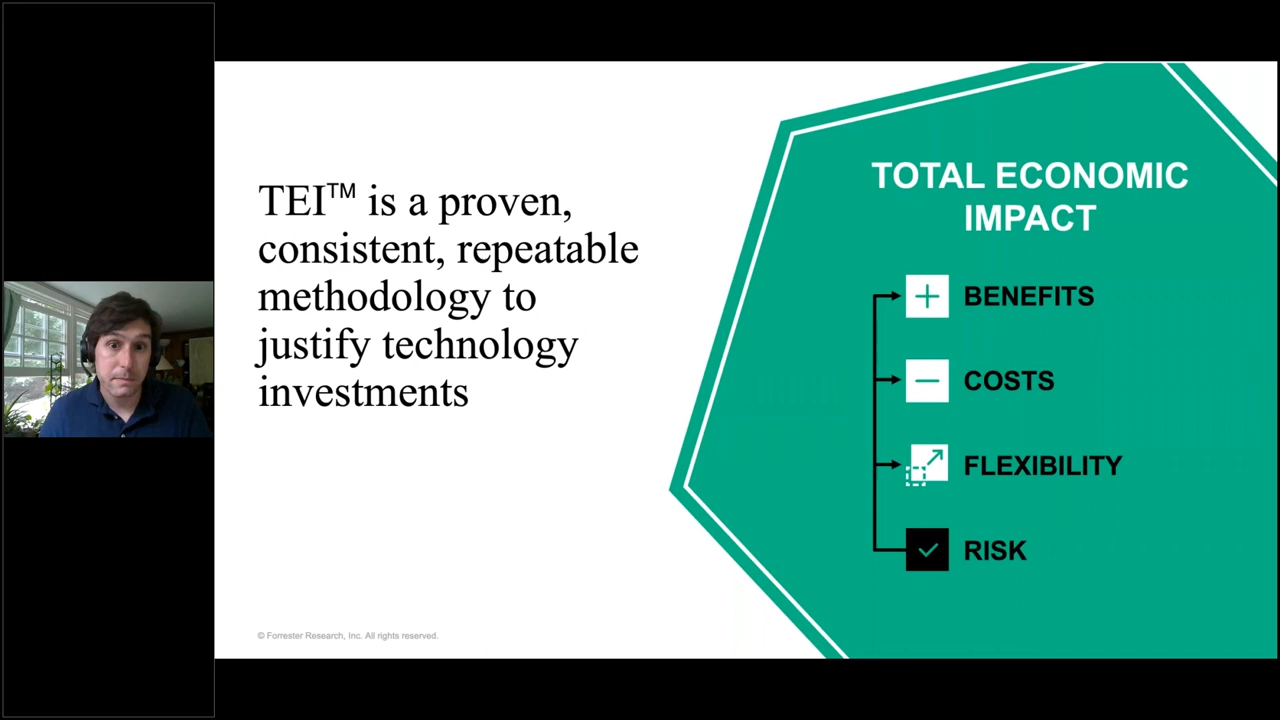 TEI™ is a proven,
consistent, repeatable
methodology to
justify technology
investments
TOTAL ECONOMIC
IMPACT
BENEFITS
COSTS
FLEXIBILITY
RISK
© Forrester Research, Inc. All rights reserved.